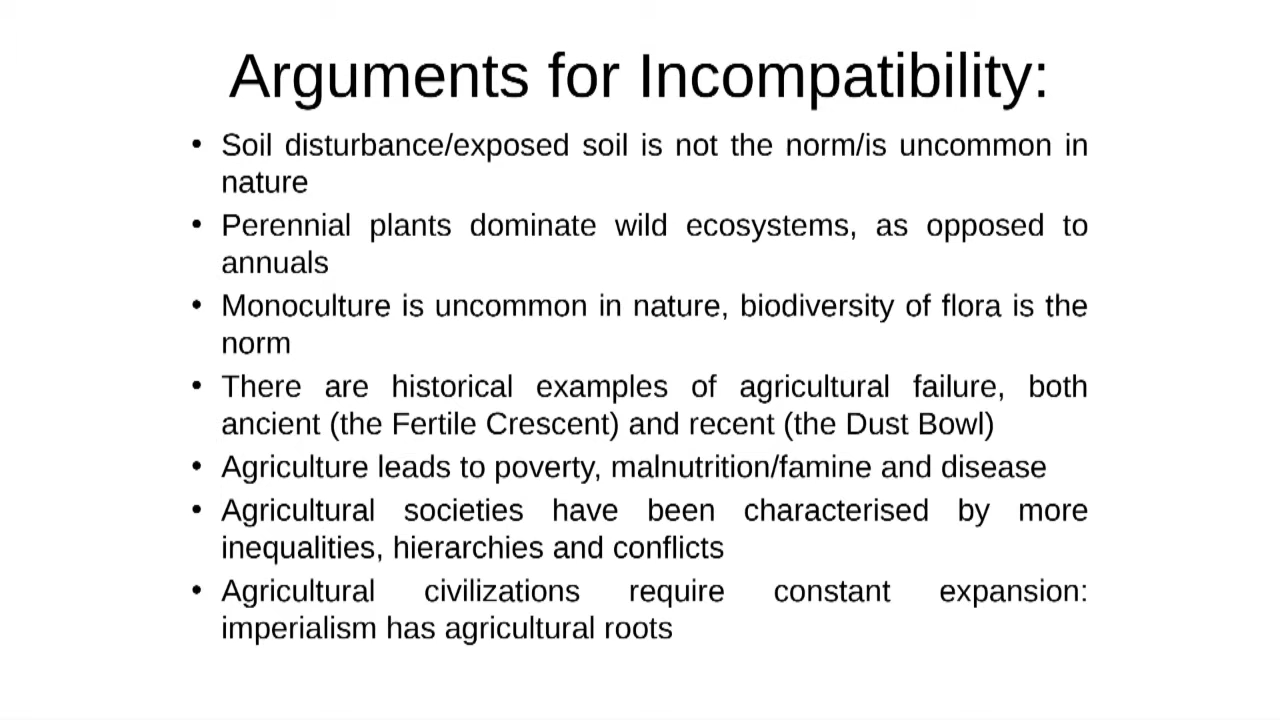 Arguments for Incompatibility:
• Soil disturbance/exposed soil is not the norm/is uncommon in
nature
• Perennial plants dominate wild ecosystems, as opposed to
annuals
• Monoculture is uncommon in nature, biodiversity of flora is the
norm
• There are historical examples of agricultural failure, both
ancient (the Fertile Crescent) and recent (the Dust Bowl)
• Agriculture leads to poverty, malnutrition/famine and disease
• Agricultural societies have been characterised by more
inequalities, hierarchies and conflicts
• Agricultural civilizations require constant expansion:
imperialism has agricultural roots